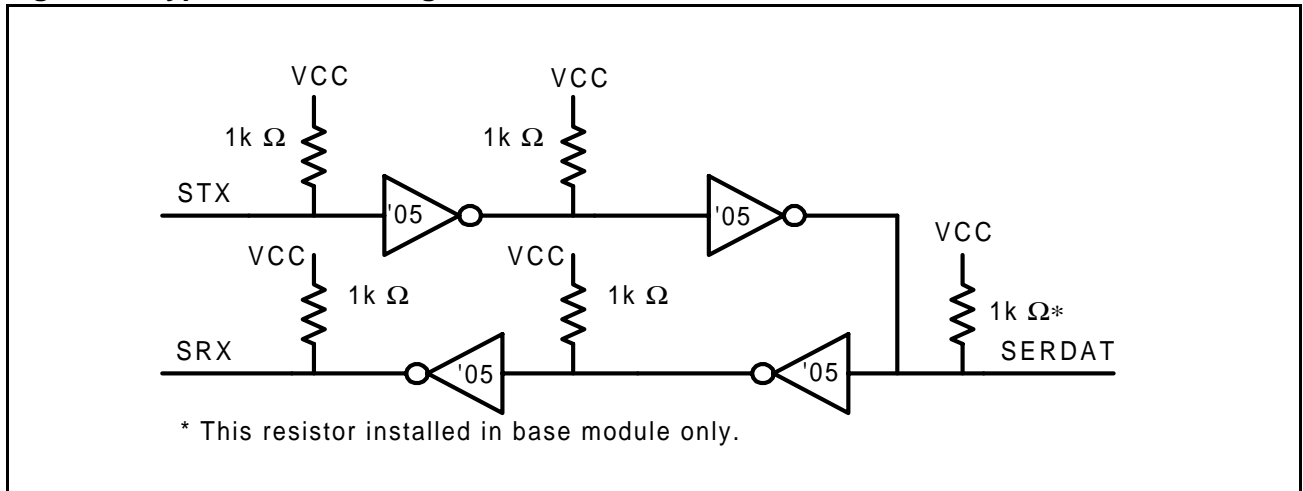 VCC VCC
1k Ω 1k Ω
STX '05 '05
VCC VCC VCC
1k Ω 1k Ω 1k Ω*
SRX '05 '05 SERDAT
* This resistor installed in base module only.